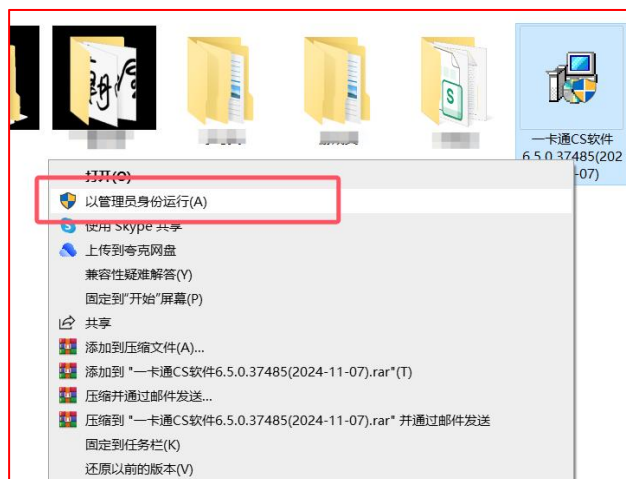 一卡通CS软件
6.5.0.37485(202
-07)
打开(O)
以管理员身份运行(A)
使用 Skype 共享
上传到夸克网盘
兼容性疑难解答(Y)
固定到"开始"屏幕(P)
共享
添加到压缩文件(A)...
添加到 "一卡通CS软件6.5.0.37485(2024-11-07).rar"(T)
压缩并通过邮件发送...
压缩到 "一卡通CS软件6.5.0.37485(2024-11-07).rar" 并通过邮件发送
固定到任务栏(K)
还原以前的版本(V)